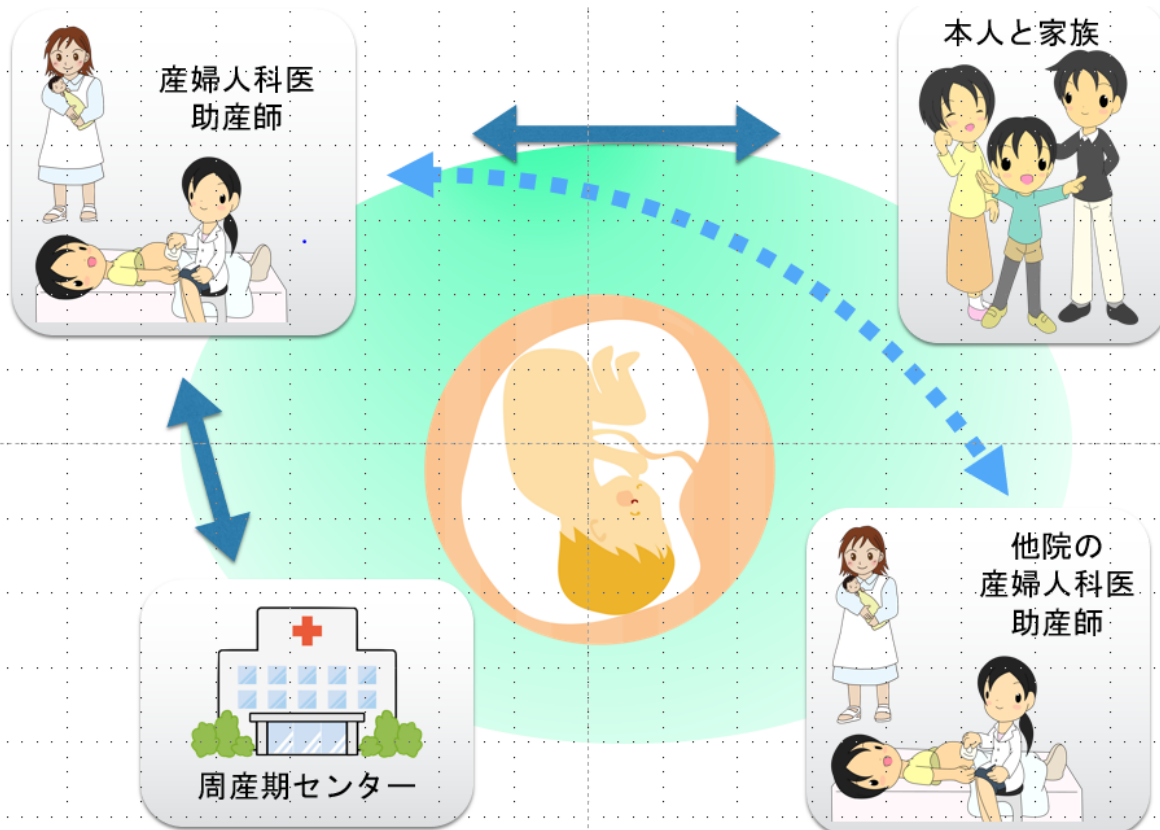 産婦人科医
助産師
本人と家族
他院の
産婦人科医
助産師
周産期センター